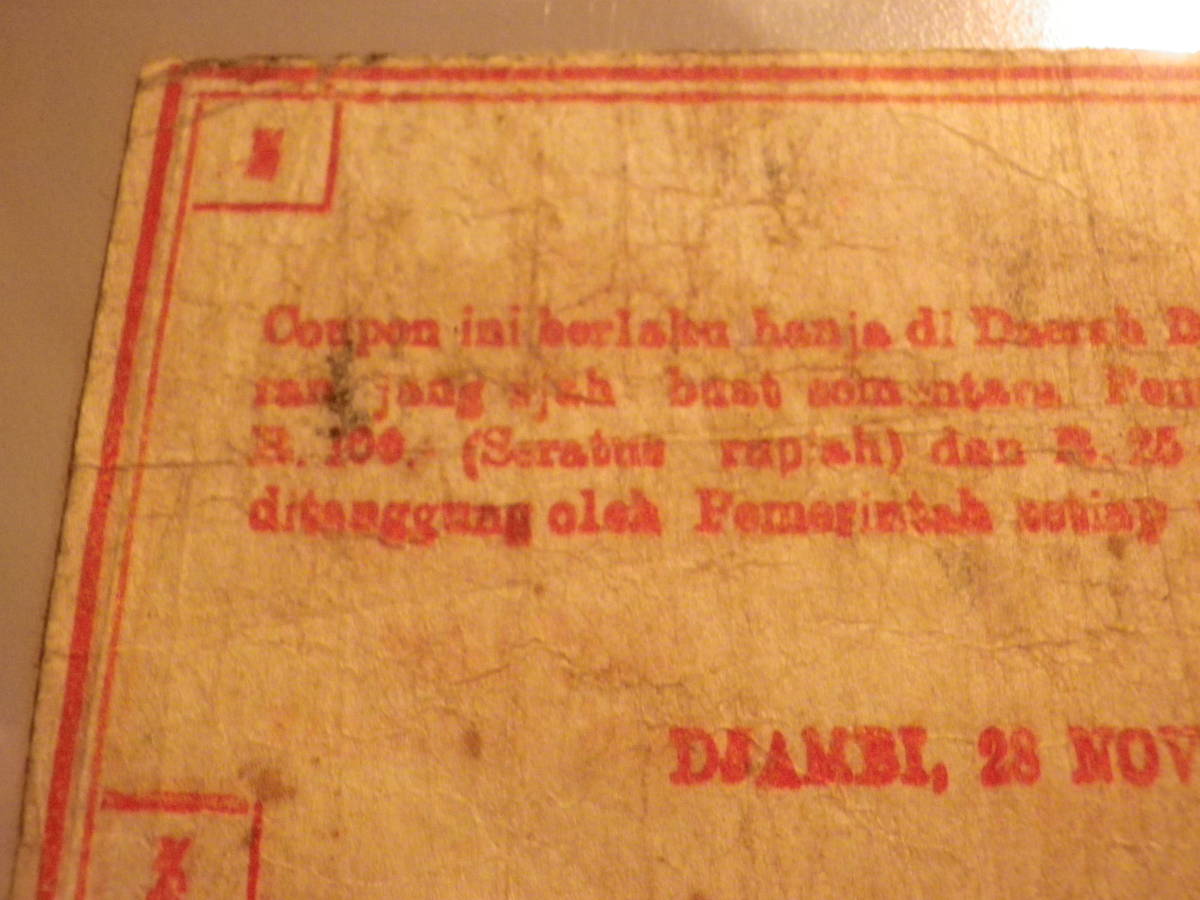 Coupon ini berlaku hanja di Daerah
ran jang sjah buat sementara
R. 100,- (Seratus rupiah) dan R. 25
ditanggung oleh Pemerintah setiap
DJAMBI, 28 NOV